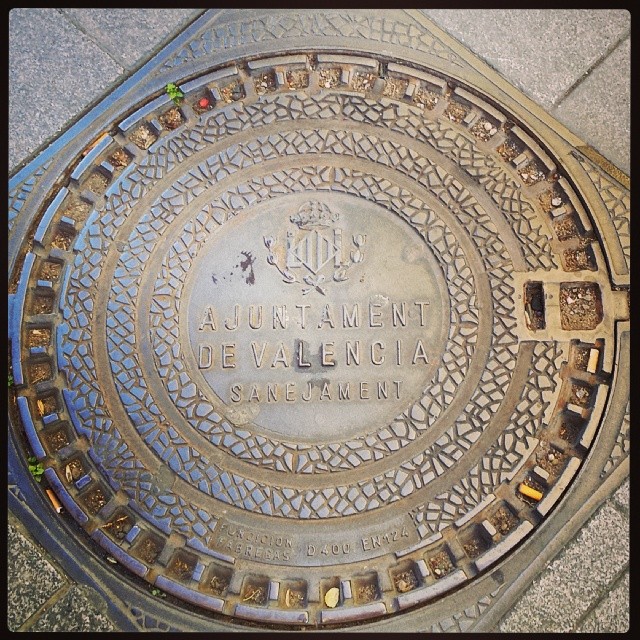 AJUNTAMENT
DE VALENCIA
SANEJAMENT
FUNDICION
FABREGAS D400 EN124